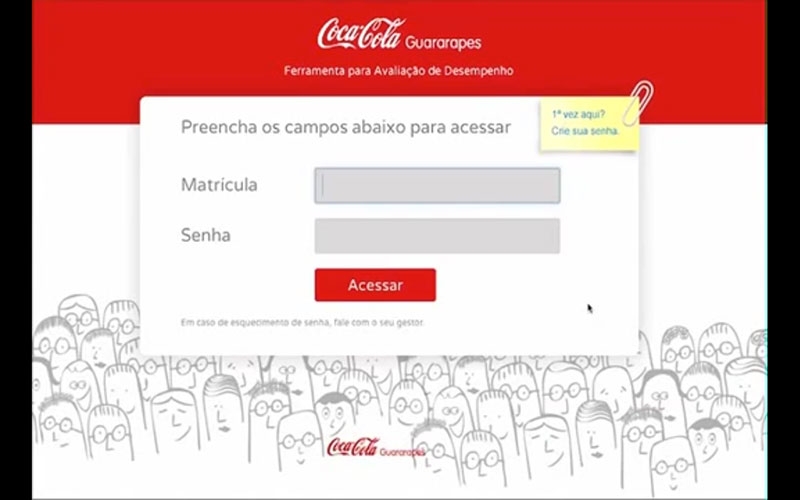 Coca-Cola Guararapes
Ferramenta para Avaliação de Desempenho
1ª vez aqui?
Crie sua senha.
Preencha os campos abaixo para acessar
Matrícula
Senha
Acessar
Em caso de esquecimento de senha, fale com o seu gestor.
Coca-Cola Guararapes